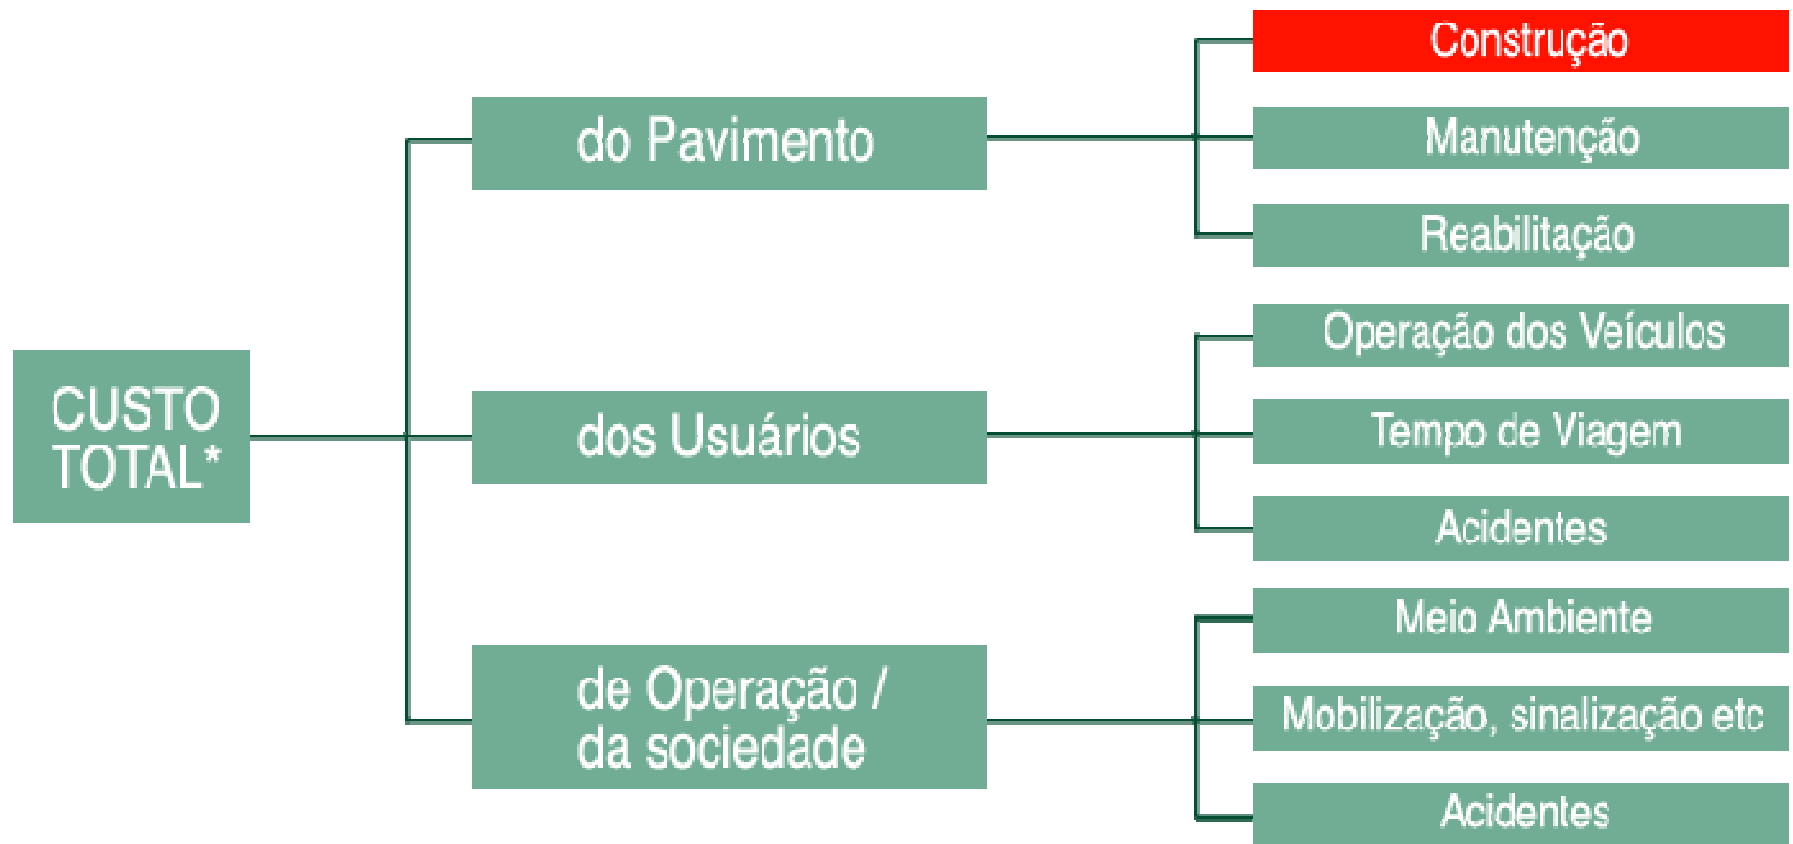 CUSTO
TOTAL*
do Pavimento
Construção
Manutenção
Reabilitação
dos Usuários
Operação dos Veículos
Tempo de Viagem
Acidentes
de Operação /
da sociedade
Meio Ambiente
Mobilização, sinalização etc
Acidentes